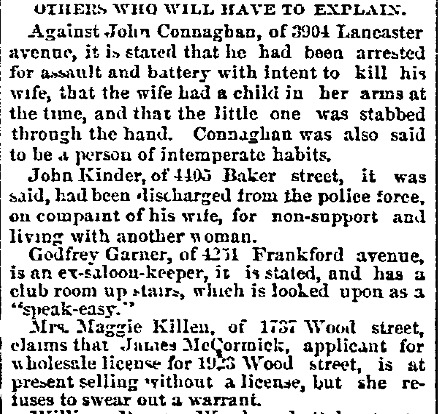 OTHERS WHO WILL HAVE TO EXPLAIN.
Against John Connaghan, of 3904 Lancaster
avenue, it is stated that he had been arrested
for assault and battery with intent to kill his
wife, that the wife had a child in her arms at
the time, and that the little one was stabbed
through the hand. Connaghan was also said
to be a person of intemperate habits.
John Kinder, of 4405 Baker street, it was
said, had been discharged from the police force,
on compaint of his wife, for non-support and
living with another woman.
Godfrey Garner, of 4251 Frankford avenue,
is an ex-saloon-keeper, it is stated, and has a
club room up stairs, which is looked upon as a
"speak-easy."
Mrs. Maggie Killen, of 1737 Wood street,
claims that James McCormick, applicant for
wholesale license for 1923 Wood street, is at
present selling without a license, but she re-
fuses to swear out a warrant.